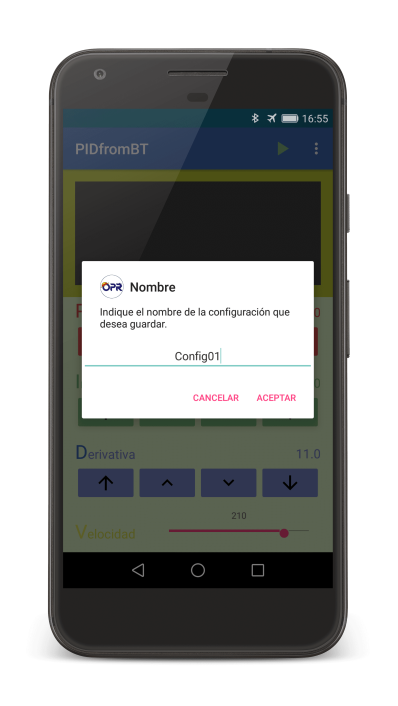 16:55
PIDfromBT
OPR Nombre
Indique el nombre de la configuración que
desea guardar.
Config01
CANCELAR ACEPTAR
Derivativa 11.0
210
Velocidad